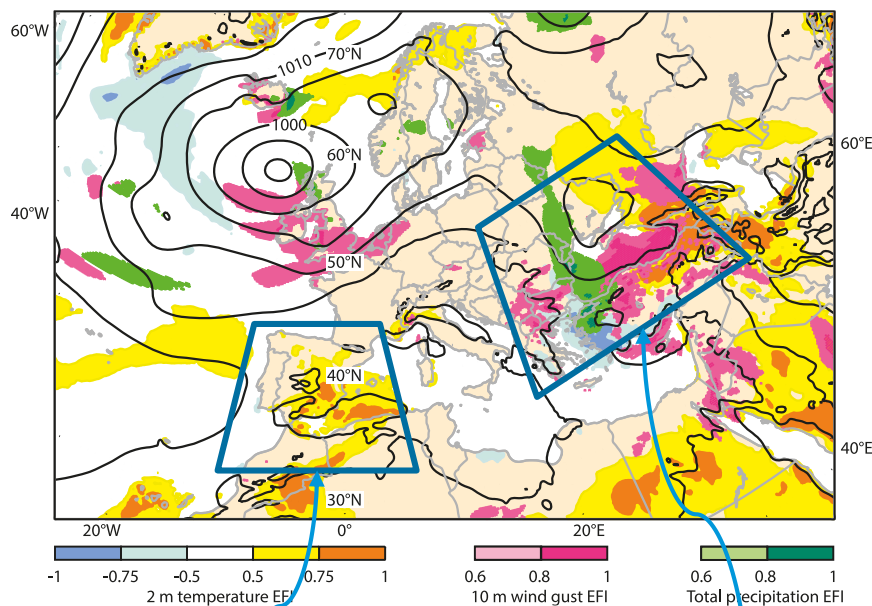 60°W
70°N
1010
1000
60°N
60°E
40°W
50°N
40°N
40°E
30°N
20°W 0° 20°E
-1 -0.75 -0.5 0.5 0.75 1
2 m temperature EFI
0.6 0.8 1
10 m wind gust EFI
0.6 0.8 1
Total precipitation EFI